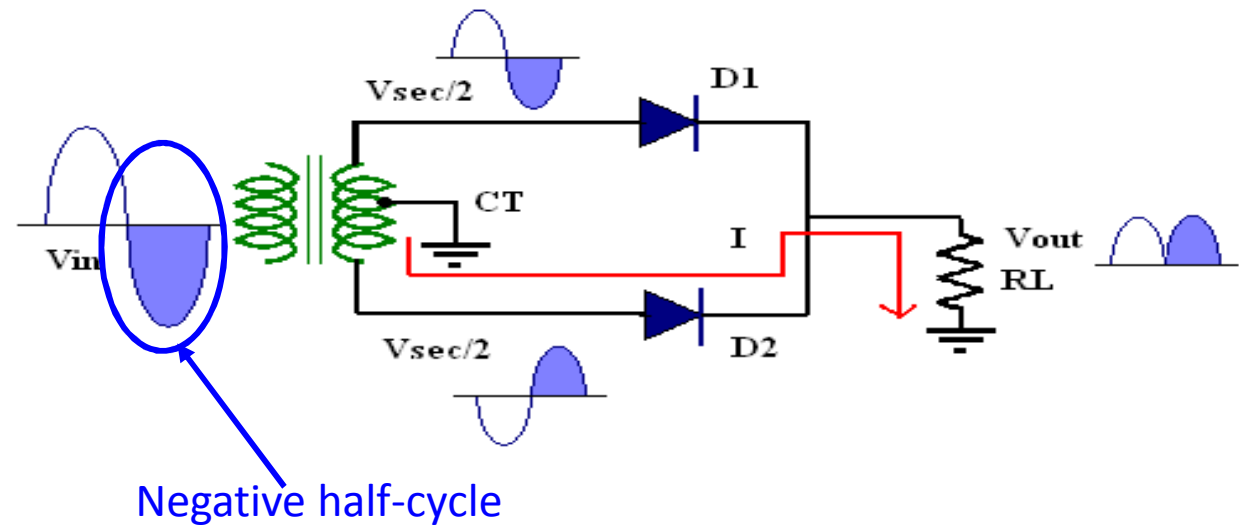 Vsec/2
D1
CT
Vin
I
Vout
RL
Vsec/2
D2
Negative half-cycle